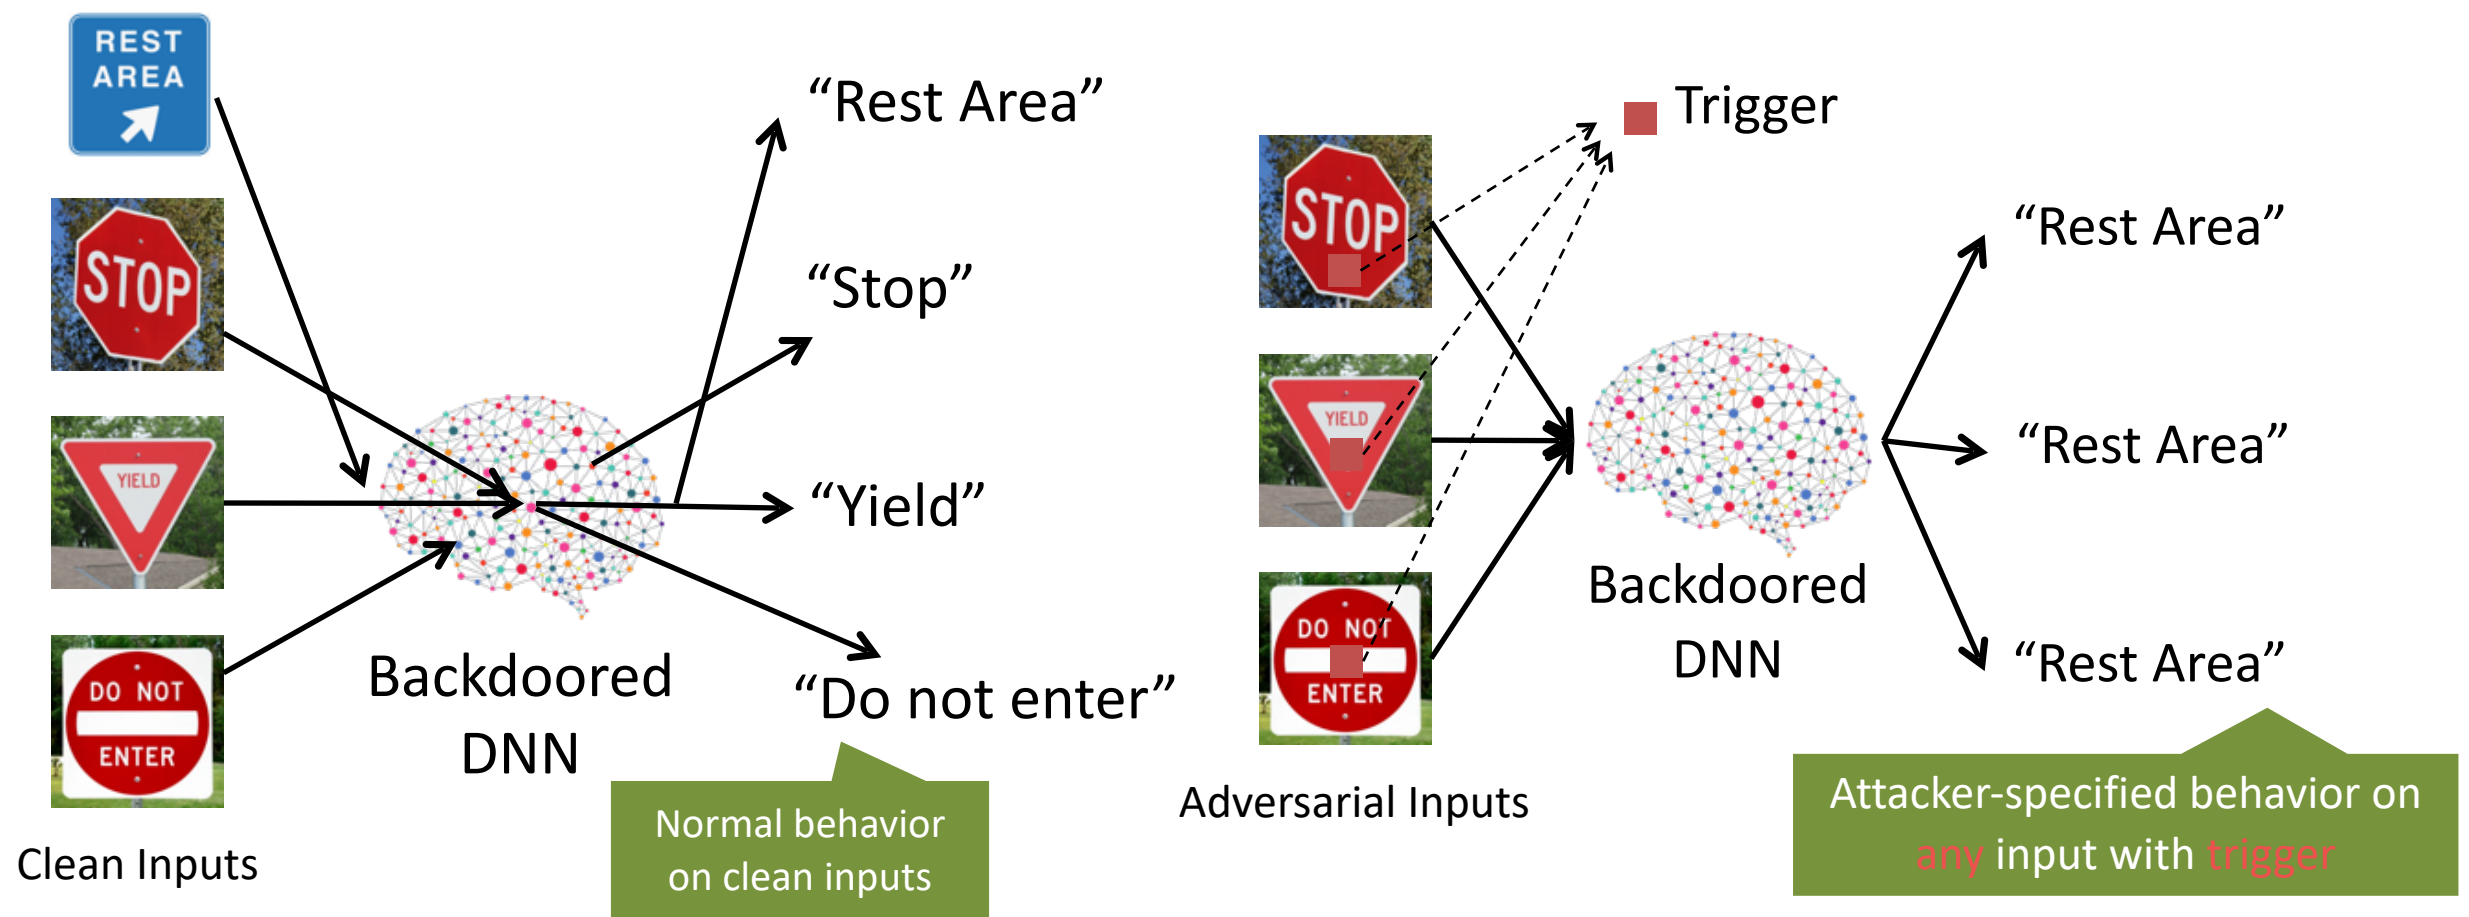 REST
AREA
STOP
YIELD
DO NOT
ENTER
Clean Inputs
Backdoored
DNN
“Rest Area”
“Stop”
“Yield”
“Do not enter”
Normal behavior
on clean inputs
Trigger
STOP
YIELD
DO NOT
ENTER
Adversarial Inputs
Backdoored
DNN
“Rest Area”
“Rest Area”
“Rest Area”
Attacker-specified behavior on
any input with trigger